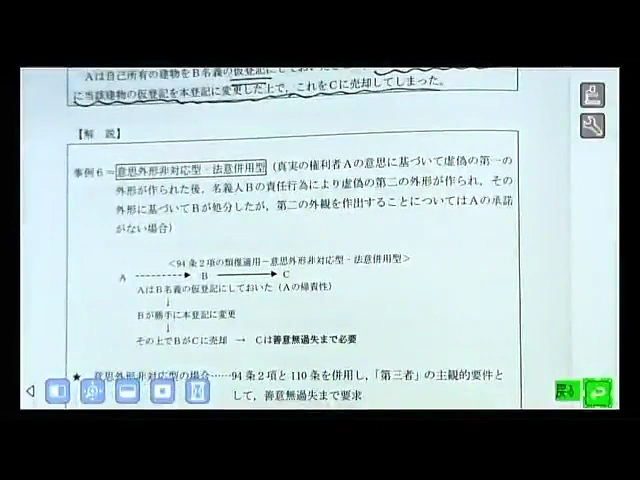 Aは自己所有の建物をB名義の仮登記にしておいたところ
に当該建物の仮登記を本登記に変更した上で，これをCに売却してしまった。
【解　説】
事例6＝意思外形非対応型－法意併用型（真実の権利者Aの意思に基づいて虚偽の第一の
外形が作られた後，名義人Bの責任行為により虚偽の第二の外形が作られ，その
外形に基づいてBが処分したが，第二の外観を作出することについてはAの承諾
がない場合）
<94条2項の類推適用－意思外形非対応型－法意併用型>
A B C
AはB名義の仮登記にしておいた（Aの帰責性）
↓
Bが勝手に本登記に変更
↓
その上でBがCに売却　→　Cは善意無過失まで必要
★　意思外形非対応型の場合……94条2項と110条を併用し，「第三者」の主観的要件と
して，善意無過失まで要求
戻る